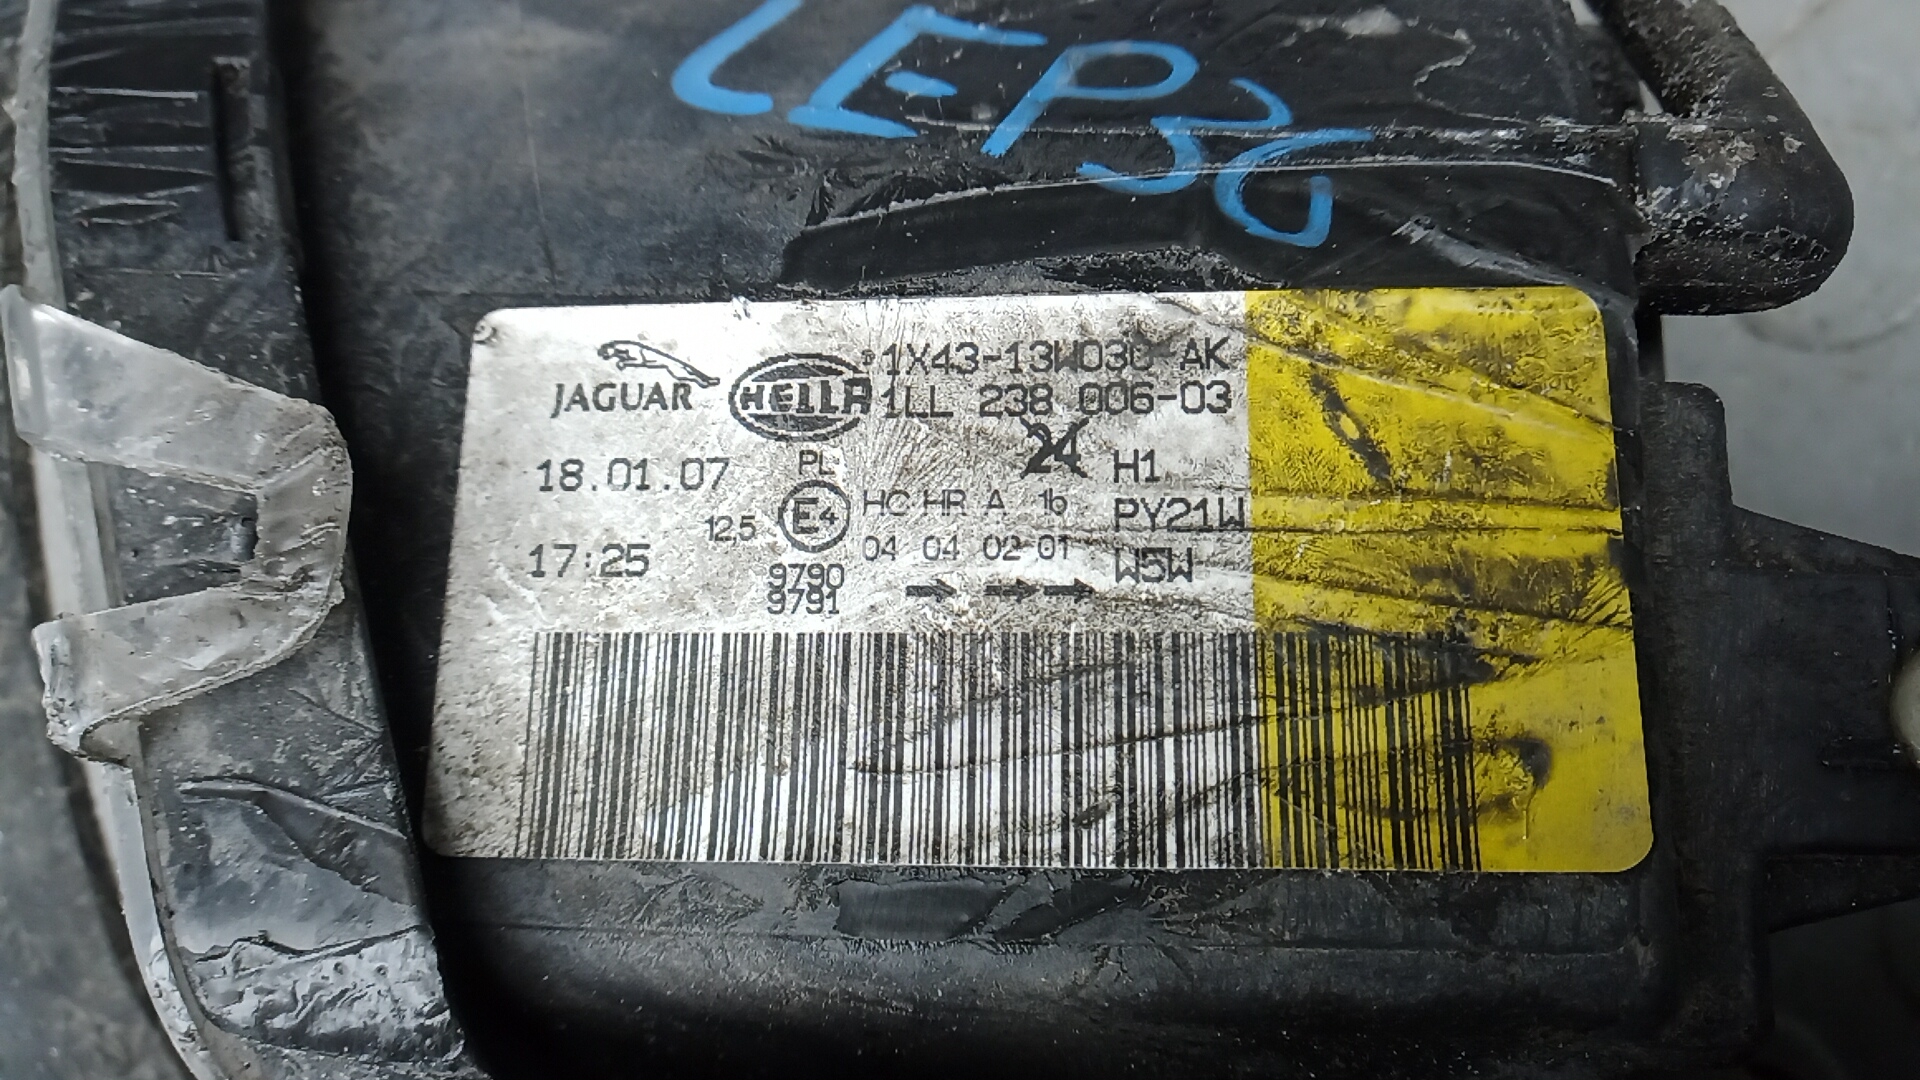 LEP36
1X43-13W030 AK
JAGUAR HELLA ® 1LL 238 006-03
24 H1
18.01.07 PL
HC HR A 1b PY21W
12,5 E4
17:25 04 04 02 01 W5W
9790
9791